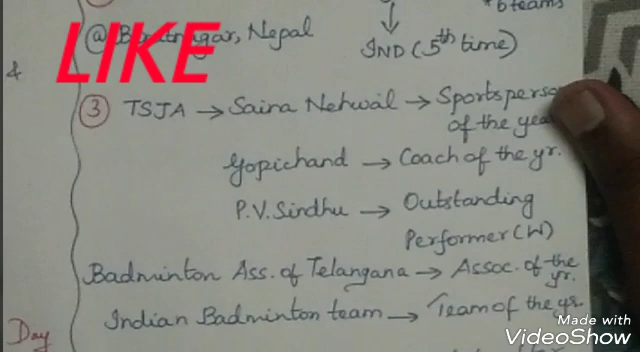 *6 teams
@ Biratnagar, Nepal
LIKE
IND (5th time)
&
③ TSJA → Saina Nehwal → Sportsperson
of the year
Gopichand → Coach of the yr.
P.V. Sindhu → Outstanding
Performer (W)
Badminton Ass. of Telangana → Assoc. of the
yr.
Indian Badminton team → Team of the yr.
Day
Made with
VideoShow